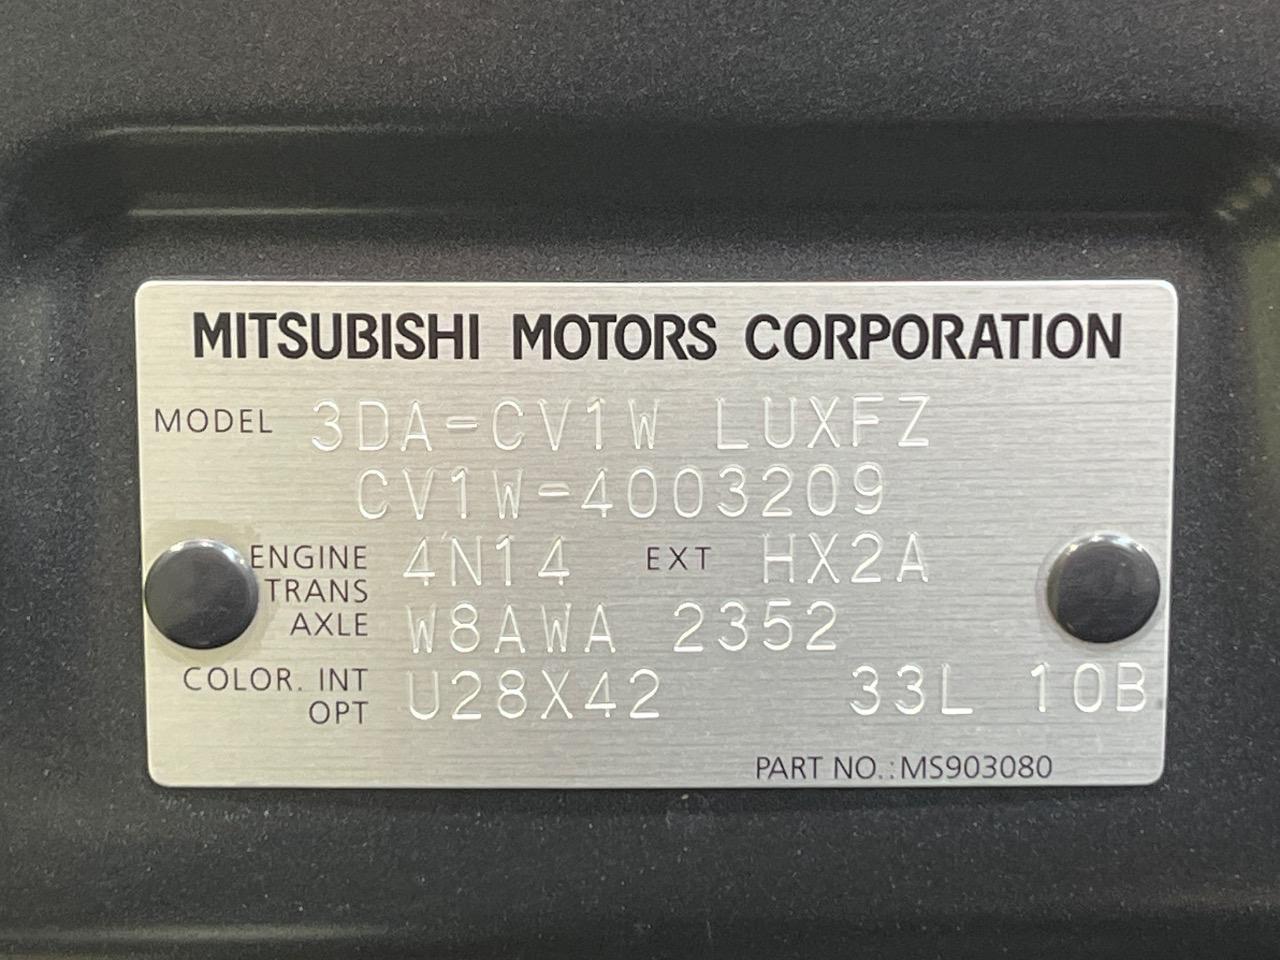 MITSUBISHI MOTORS CORPORATION
MODEL 3DA-CV1W LUXFZ
CV1W-4003209
ENGINE 4N14 EXT HX2A
TRANS
AXLE W8AWA 2352
COLOR. INT
OPT U28X42 33L 10B
PART NO.:MS903080